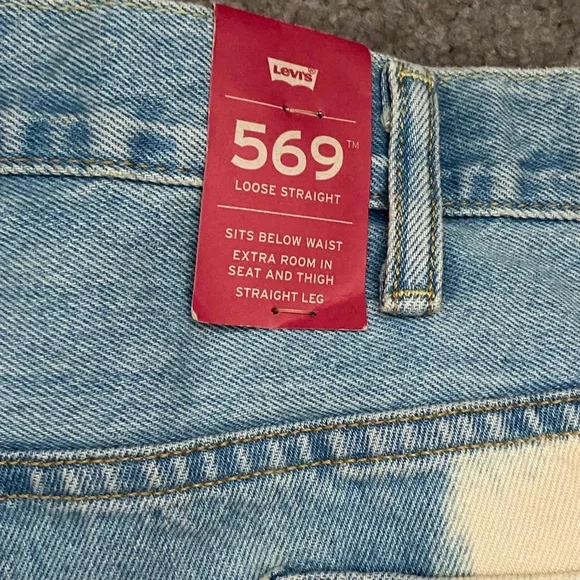 Levi's®
569™
LOOSE STRAIGHT
SITS BELOW WAIST
EXTRA ROOM IN
SEAT AND THIGH
STRAIGHT LEG